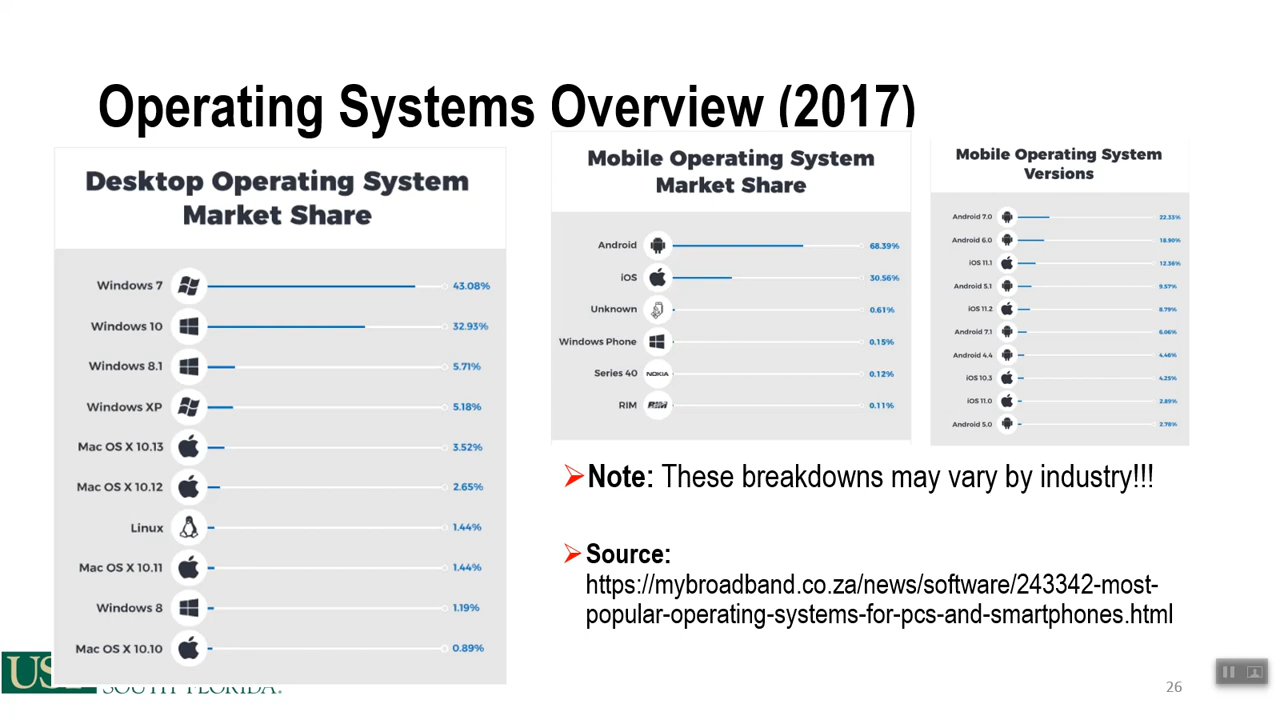 Operating Systems Overview (2017)
Desktop Operating System
Market Share
Windows 7 43.08%
Windows 10 32.93%
Windows 8.1 5.71%
Windows XP 5.18%
Mac OS X 10.13 3.52%
Mac OS X 10.12 2.65%
Linux 1.44%
Mac OS X 10.11 1.44%
Windows 8 1.19%
Mac OS X 10.10 0.89%
Mobile Operating System
Market Share
Android 68.39%
iOS 30.56%
Unknown 0.61%
Windows Phone 0.15%
Series 40 NOKIA 0.12%
RIM RIM 0.11%
Mobile Operating System
Versions
Android 7.0 22.33%
Android 6.0 18.90%
iOS 11.1 12.36%
Android 5.1 9.57%
iOS 11.2 8.79%
Android 7.1 6.06%
Android 4.4 4.46%
iOS 10.3 4.25%
iOS 11.0 2.89%
Android 5.0 2.78%
Note: These breakdowns may vary by industry!!!
Source:
https://mybroadband.co.za/news/software/243342-most-
popular-operating-systems-for-pcs-and-smartphones.html
SOUTH FLORIDA.
26